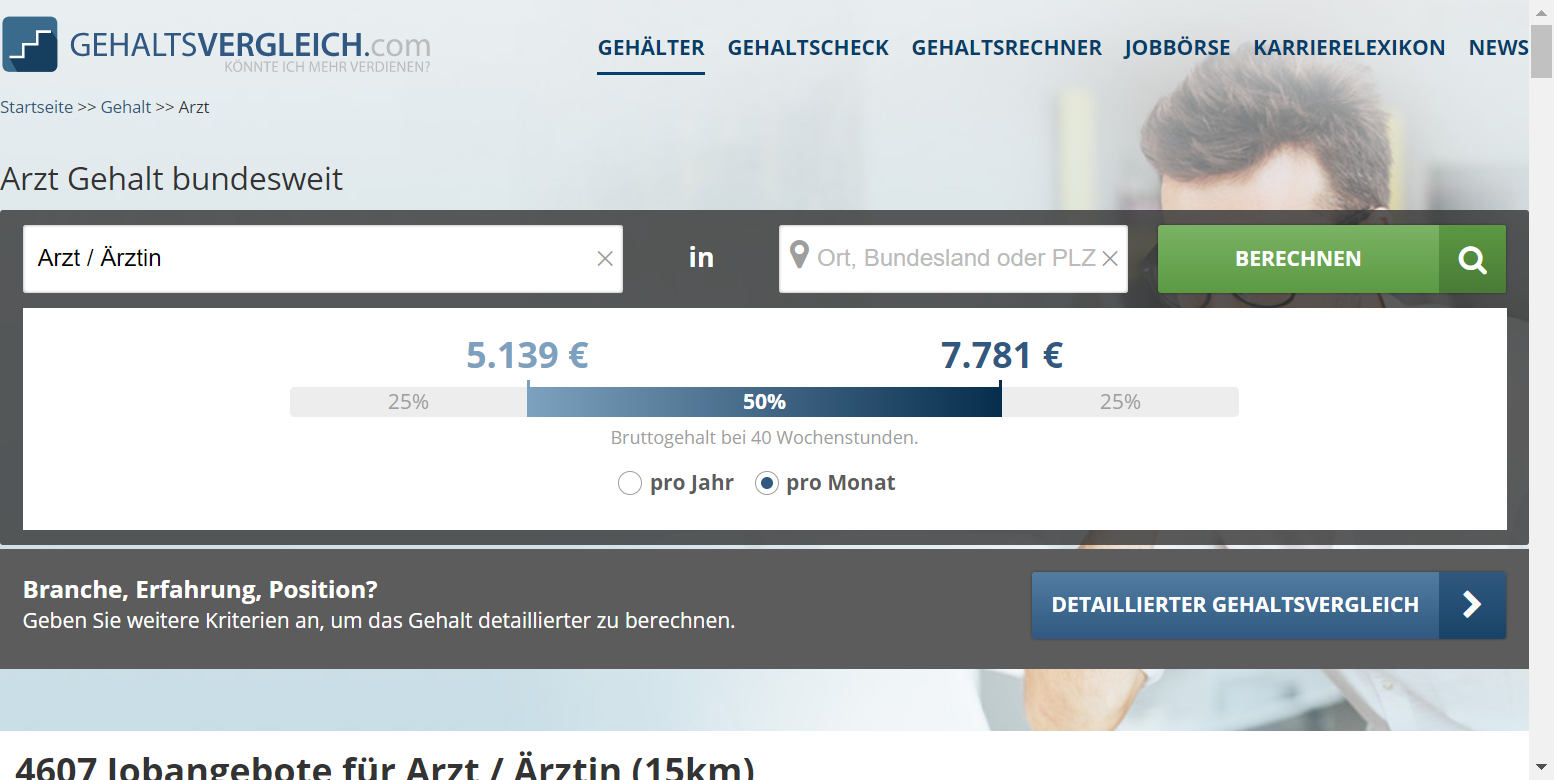 GEHALTSVERGLEICH.com
KÖNNTE ICH MEHR VERDIENEN?
GEHÄLTER GEHALTSCHECK GEHALTSRECHNER JOBBÖRSE KARRIERELEXIKON NEWS
Startseite >> Gehalt >> Arzt
Arzt Gehalt bundesweit
Arzt / Ärztin in Ort, Bundesland oder PLZ BERECHNEN
5.139 € 7.781 €
25% 50% 25%
Bruttogehalt bei 40 Wochenstunden.
pro Jahr pro Monat
Branche, Erfahrung, Position?
Geben Sie weitere Kriterien an, um das Gehalt detaillierter zu berechnen.
DETAILLIERTER GEHALTSVERGLEICH
4607 Jobangebote für Arzt / Ärztin (15km)